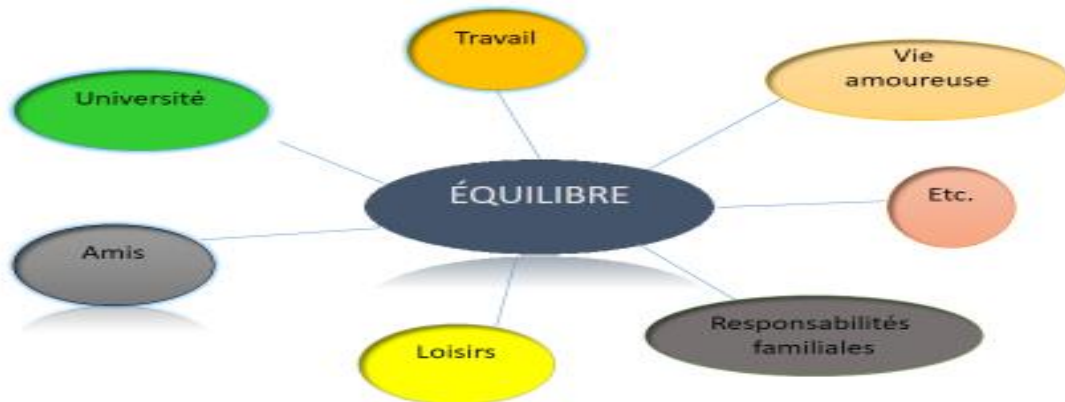 Travail
Vie
amoureuse
Université
ÉQUILIBRE
Etc.
Amis
Loisirs
Responsabilités
familiales